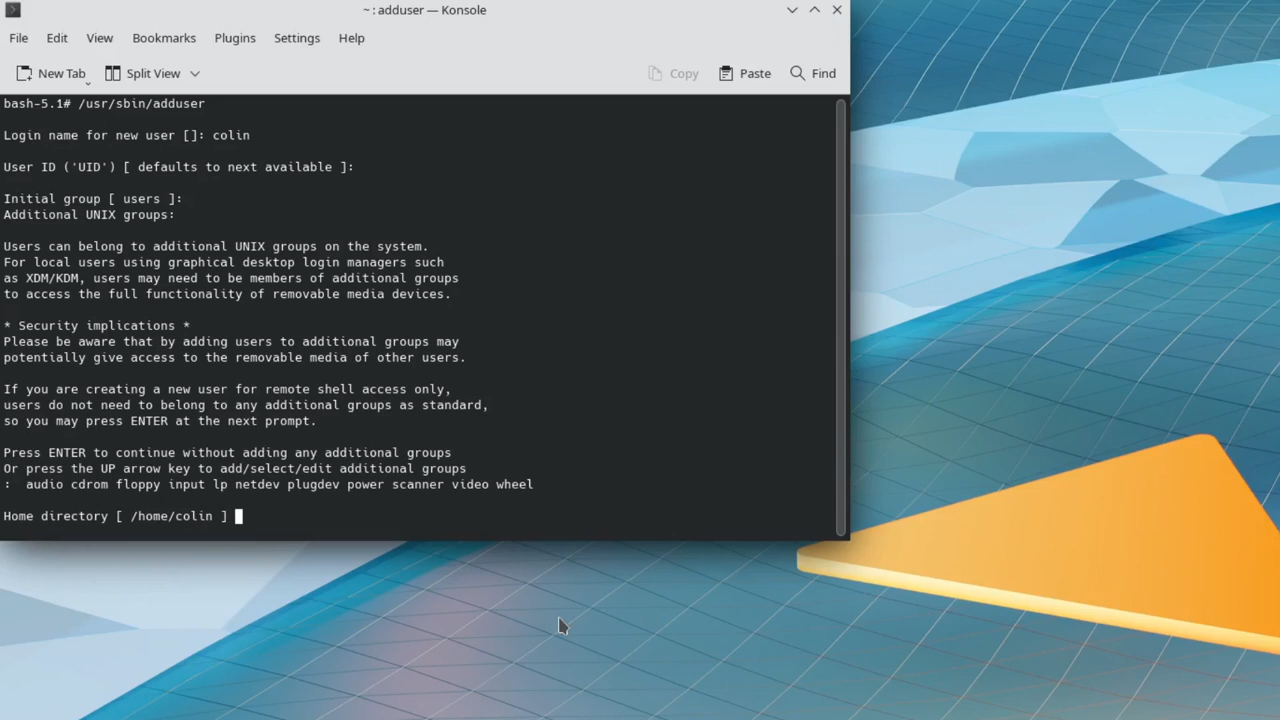 ~ : adduser — Konsole
File Edit View Bookmarks Plugins Settings Help
New Tab Split View Copy Paste Find
bash-5.1# /usr/sbin/adduser
Login name for new user []: colin
User ID ('UID') [ defaults to next available ]:
Initial group [ users ]:
Additional UNIX groups:
Users can belong to additional UNIX groups on the system.
For local users using graphical desktop login managers such
as XDM/KDM, users may need to be members of additional groups
to access the full functionality of removable media devices.
* Security implications *
Please be aware that by adding users to additional groups may
potentially give access to the removable media of other users.
If you are creating a new user for remote shell access only,
users do not need to belong to any additional groups as standard,
so you may press ENTER at the next prompt.
Press ENTER to continue without adding any additional groups
Or press the UP arrow key to add/select/edit additional groups
:  audio cdrom floppy input lp netdev plugdev power scanner video wheel
Home directory [ /home/colin ]